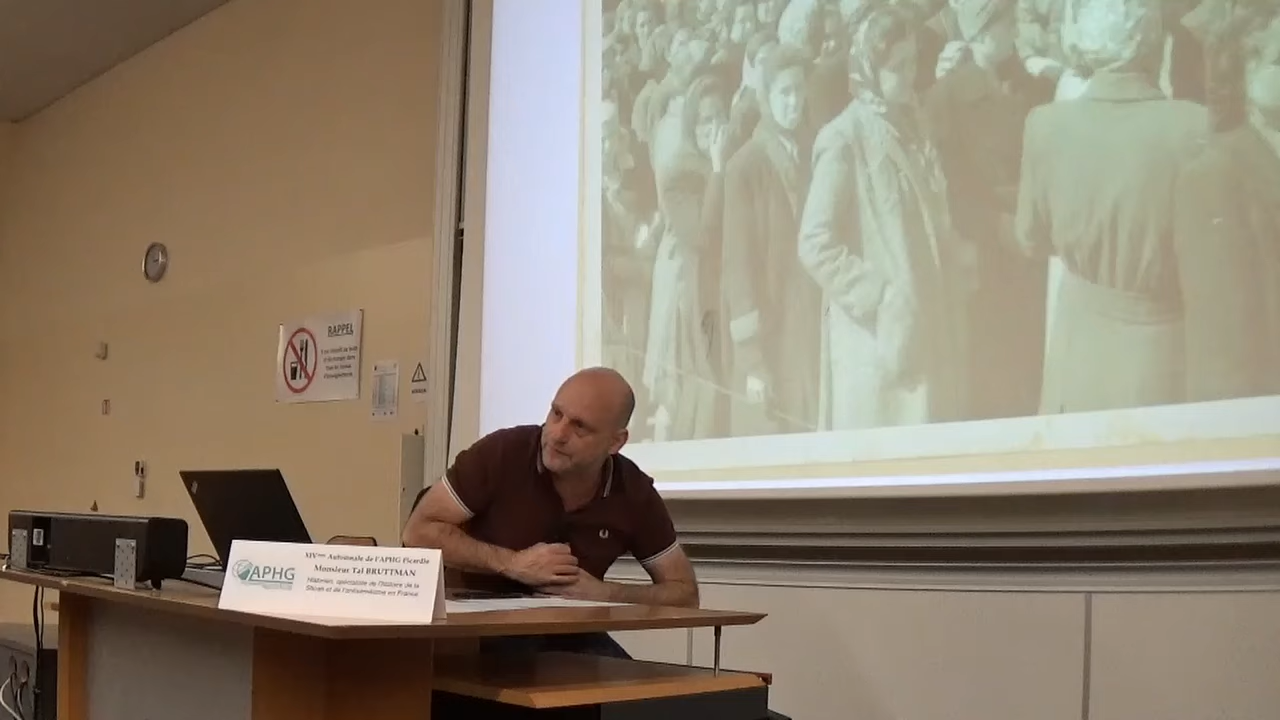 RAPPEL
APHG
XIVème Automnale de l'APHG Picardie
Monsieur Tal BRUTTMAN
Historien, spécialiste de l'histoire de la
Shoah et de l'antisémitisme en France